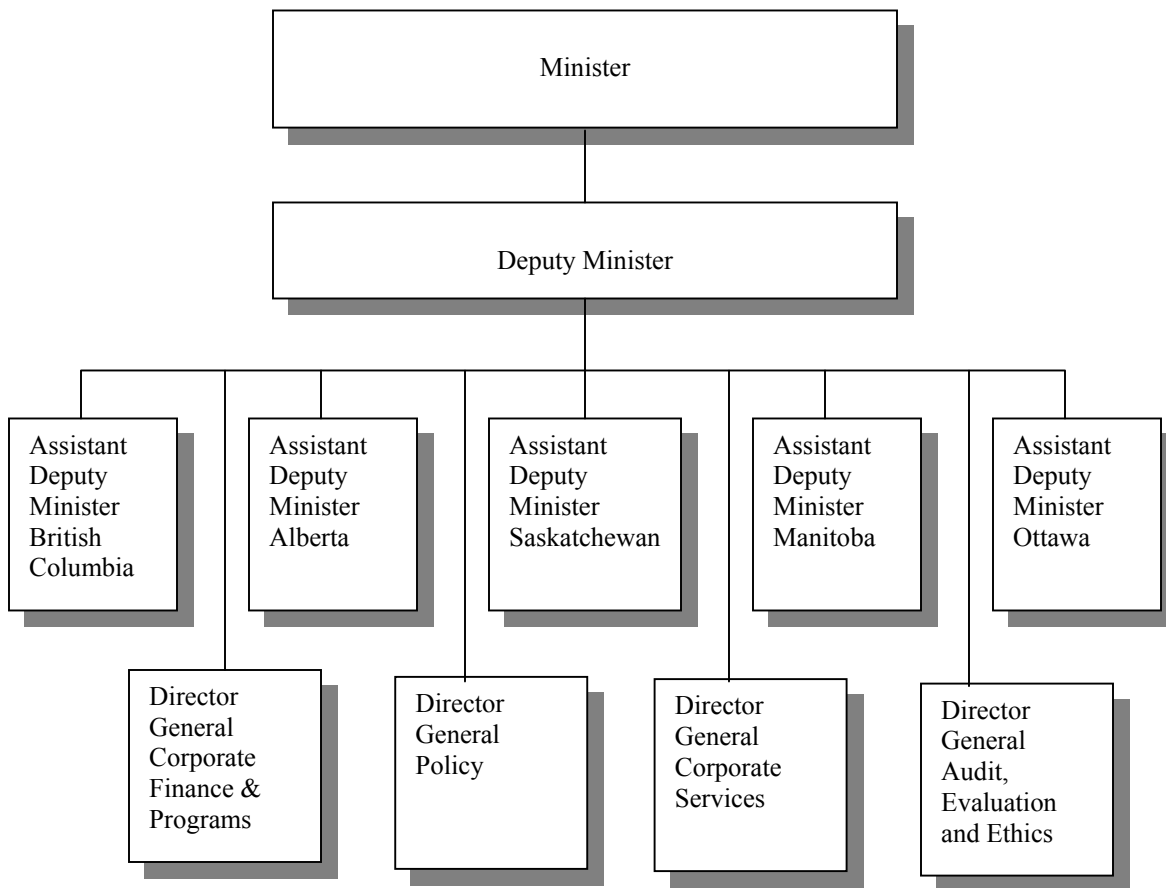 Minister
Deputy Minister
Assistant
Deputy
Minister
British
Columbia
Assistant
Deputy
Minister
Alberta
Assistant
Deputy
Minister
Saskatchewan
Assistant
Deputy
Minister
Manitoba
Assistant
Deputy
Minister
Ottawa
Director
General
Corporate
Finance &
Programs
Director
General
Policy
Director
General
Corporate
Services
Director
General
Audit,
Evaluation
and Ethics